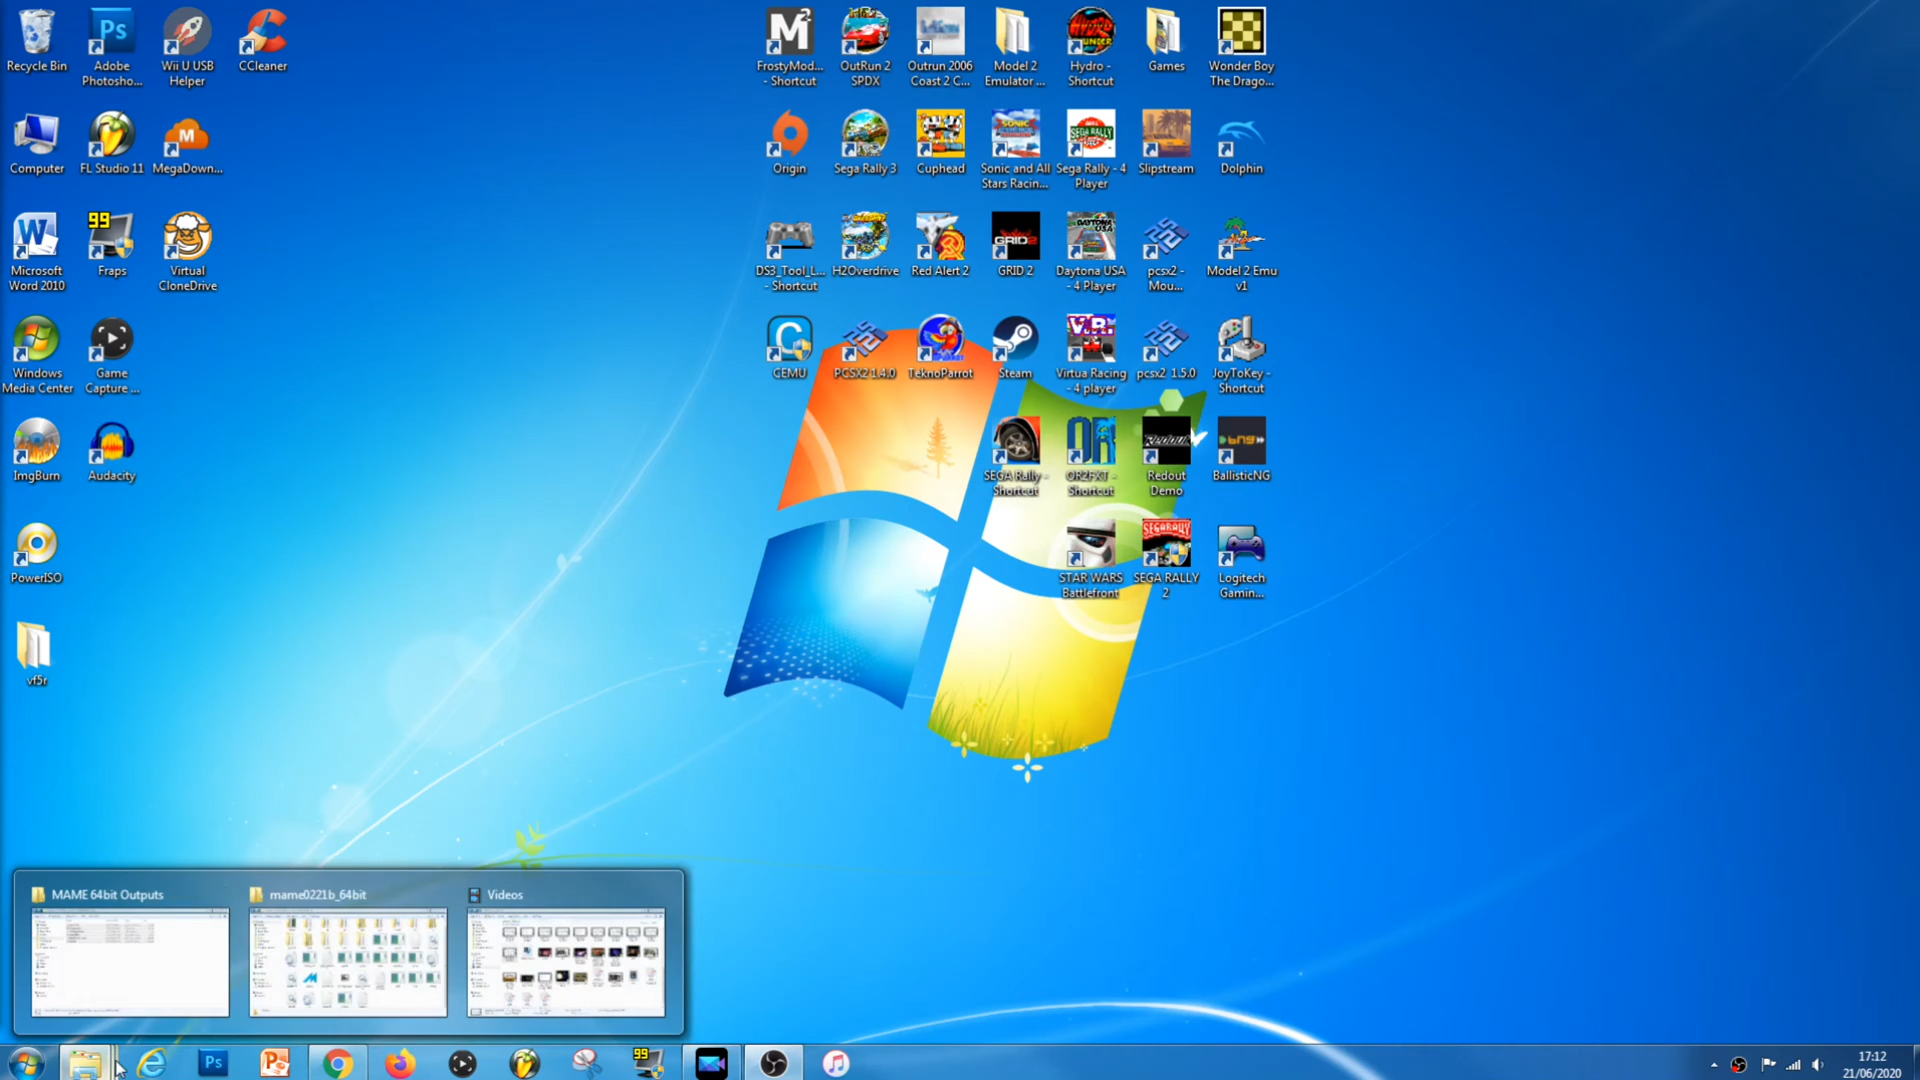 Recycle Bin
Adobe
Photosho...
Wii U USB
Helper
CCleaner
FrostyMod...
- Shortcut
OutRun 2
SPDX
Outrun 2006
Coast 2 C...
Model 2
Emulator ...
Hydro -
Shortcut
Games
Wonder Boy
The Drago...
Computer
FL Studio 11
MegaDown...
Origin
Sega Rally 3
Cuphead
Sonic and All
Stars Racin...
Sega Rally - 4
Player
Slipstream
Dolphin
Microsoft
Word 2010
99
Fraps
Virtual
CloneDrive
DS3_Tool_L...
- Shortcut
H2Overdrive
Red Alert 2
GRID 2
Daytona USA
- 4 Player
pcsx2 -
Mou...
Model 2 Emu
v1
Windows
Media Center
Game
Capture ...
CEMU
PCSX2 1.4.0
TeknoParrot
Steam
Virtua Racing
- 4 player
pcsx2 1.5.0
JoyToKey -
Shortcut
ImgBurn
Audacity
SEGA Rally -
Shortcut
OR2FXT -
Shortcut
Redout
Demo
BallisticNG
PowerISO
STAR WARS
Battlefront
SEGA RALLY
2
Logitech
Gamin...
vf5r
MAME 64bit Outputs
mame0221b_64bit
Videos
Ps
99
17:12
21/06/2020